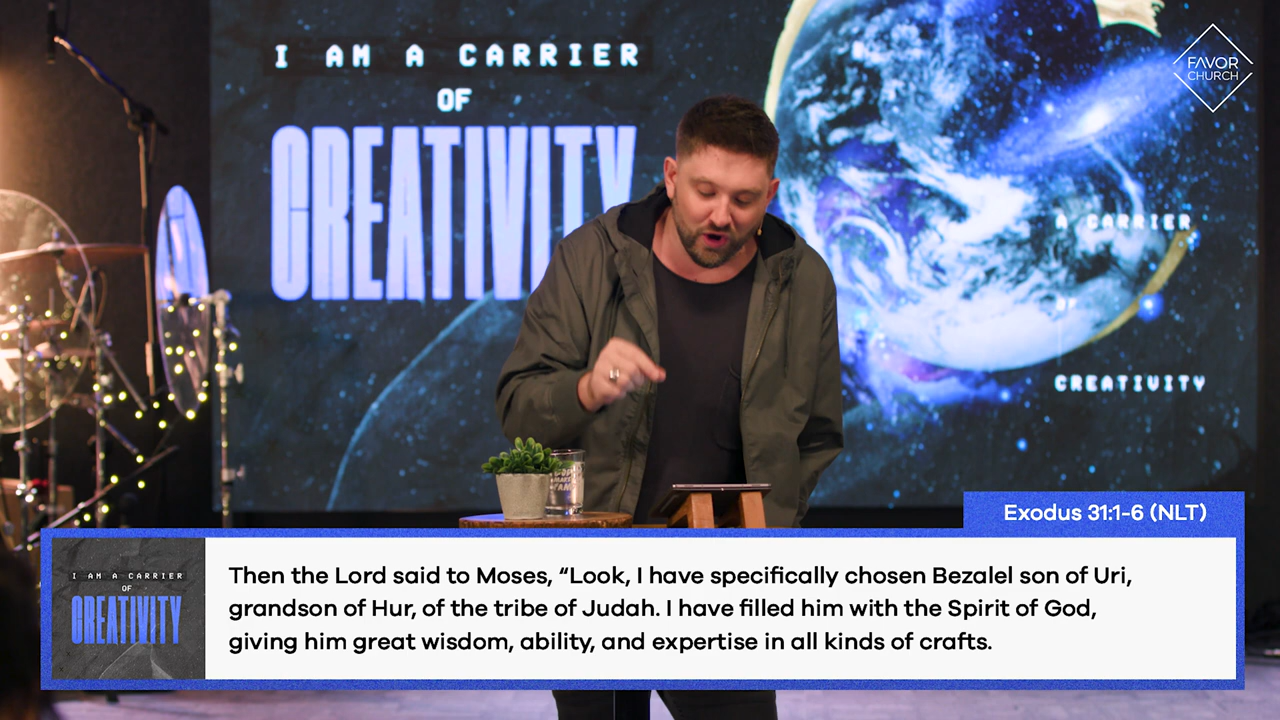 I AM A CARRIER
OF
CREATIVITY
FAVOR
CHURCH
A CARRIER
OF
CREATIVITY
Exodus 31:1-6 (NLT)
I AM A CARRIER
OF
CREATIVITY
Then the Lord said to Moses, “Look, I have specifically chosen Bezalel son of Uri,
grandson of Hur, of the tribe of Judah. I have filled him with the Spirit of God,
giving him great wisdom, ability, and expertise in all kinds of crafts.